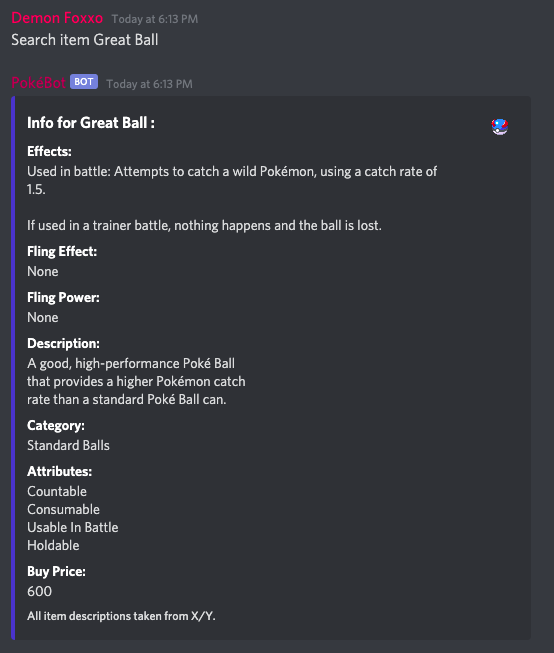 Demon Foxxo Today at 6:13 PM
Search item Great Ball
PokéBot BOT Today at 6:13 PM
Info for Great Ball :
Effects:
Used in battle: Attempts to catch a wild Pokémon, using a catch rate of
1.5.
If used in a trainer battle, nothing happens and the ball is lost.
Fling Effect:
None
Fling Power:
None
Description:
A good, high-performance Poké Ball
that provides a higher Pokémon catch
rate than a standard Poké Ball can.
Category:
Standard Balls
Attributes:
Countable
Consumable
Usable In Battle
Holdable
Buy Price:
600
All item descriptions taken from X/Y.